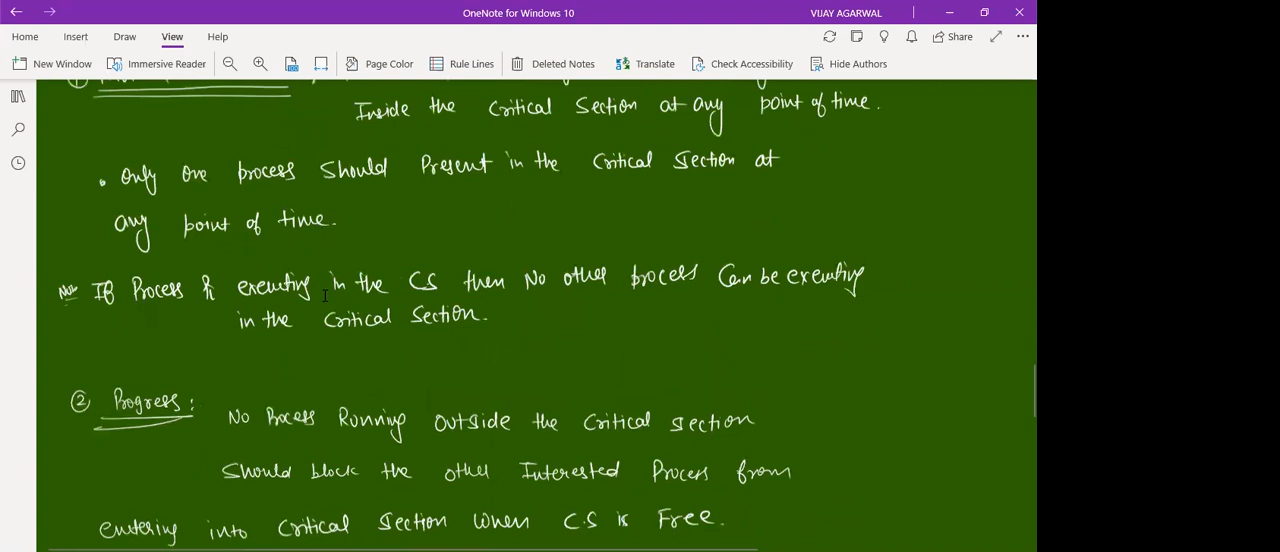 OneNote for Windows 10
VIJAY AGARWAL
Home Insert Draw View Help
Share
New Window Immersive Reader Page Color Rule Lines Deleted Notes Translate Check Accessibility Hide Authors
①
Inside the Critical Section at any point of time.
• Only one process Should Present in the Critical Section at
any point of time.
Note If Process Pi executing in the CS then No other process Can be executing
in the Critical Section.
② Progress:
No Process Running Outside the Critical section
Should block the other Interested Process from
entering into Critical Section When C.S is Free.